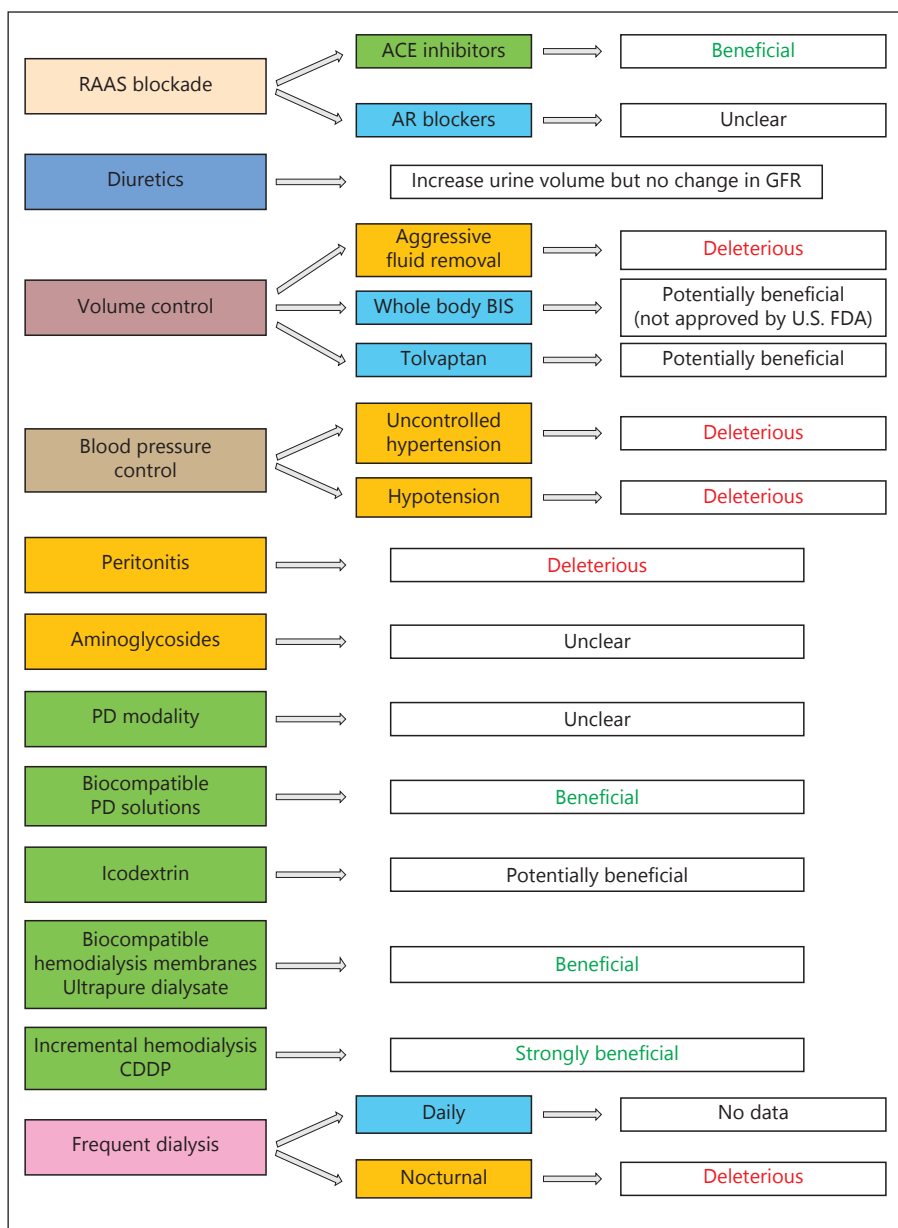 RAAS blockade
ACE inhibitors
Beneficial
AR blockers
Unclear
Diuretics
Increase urine volume but no change in GFR
Volume control
Aggressive
fluid removal
Deleterious
Whole body BIS
Potentially beneficial
(not approved by U.S. FDA)
Tolvaptan
Potentially beneficial
Blood pressure
control
Uncontrolled
hypertension
Deleterious
Hypotension
Deleterious
Peritonitis
Deleterious
Aminoglycosides
Unclear
PD modality
Unclear
Biocompatible
PD solutions
Beneficial
Icodextrin
Potentially beneficial
Biocompatible
hemodialysis membranes
Ultrapure dialysate
Beneficial
Incremental hemodialysis
CDDP
Strongly beneficial
Frequent dialysis
Daily
No data
Nocturnal
Deleterious